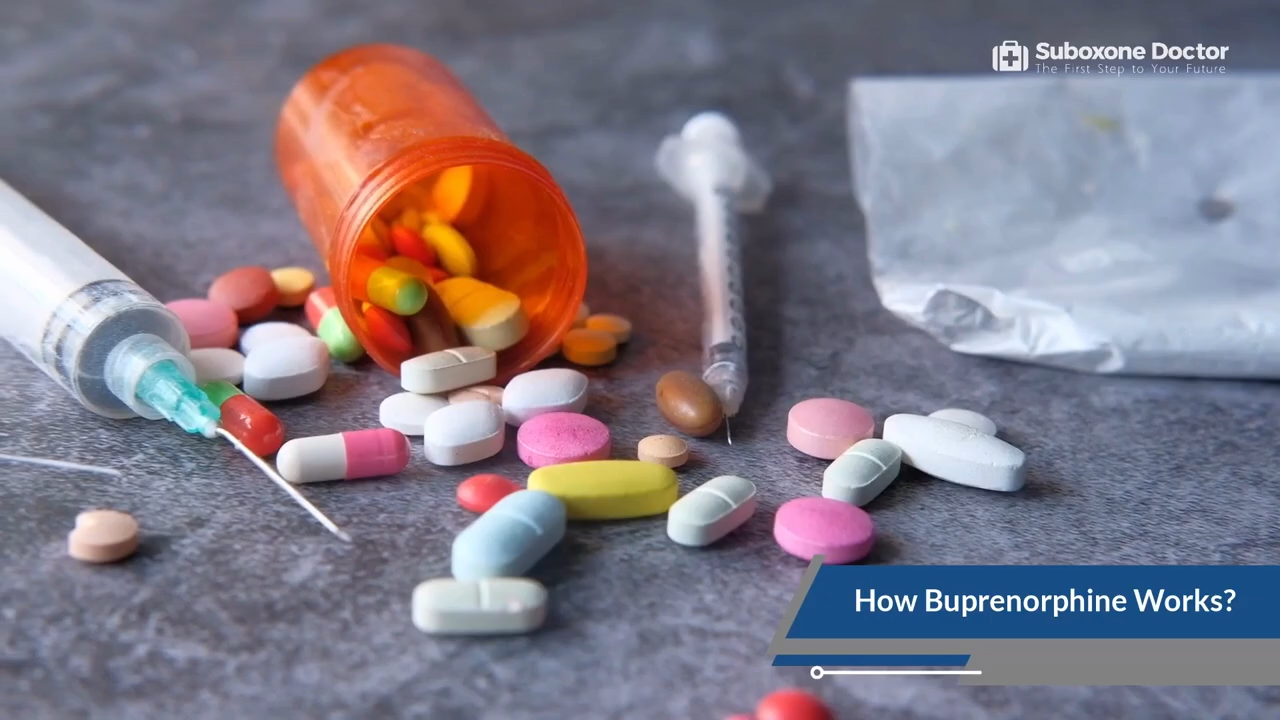 Suboxone Doctor
The First Step to Your Future
How Buprenorphine Works?